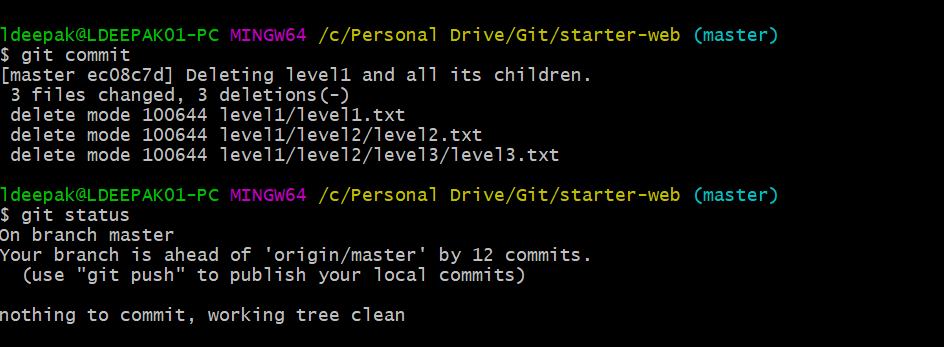 ldeepak@LDEEPAK01-PC MINGW64 /c/Personal Drive/Git/starter-web (master)
$ git commit
[master ec08c7d] Deleting level1 and all its children.
 3 files changed, 3 deletions(-)
 delete mode 100644 level1/level1.txt
 delete mode 100644 level1/level2/level2.txt
 delete mode 100644 level1/level2/level3/level3.txt
ldeepak@LDEEPAK01-PC MINGW64 /c/Personal Drive/Git/starter-web (master)
$ git status
On branch master
Your branch is ahead of 'origin/master' by 12 commits.
  (use "git push" to publish your local commits)
nothing to commit, working tree clean